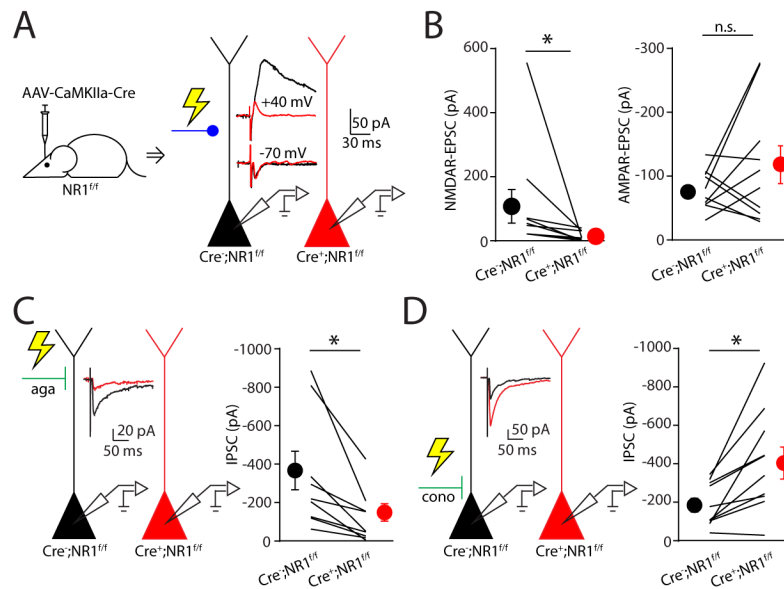 A
AAV-CaMKIIa-Cre
NR1f/f
+40 mV
-70 mV
50 pA
30 ms
Cre-;NR1f/f
Cre+;NR1f/f
B
600
400
200
0
NMDAR-EPSC (pA)
*
Cre-;NR1f/f
Cre+;NR1f/f
-300
-200
-100
0
AMPAR-EPSC (pA)
n.s.
Cre-;NR1f/f
Cre+;NR1f/f
C
aga
20 pA
50 ms
Cre-;NR1f/f
Cre+;NR1f/f
-1000
-800
-600
-400
-200
0
IPSC (pA)
*
Cre-;NR1f/f
Cre+;NR1f/f
D
cono
50 pA
50 ms
Cre-;NR1f/f
Cre+;NR1f/f
-1000
-800
-600
-400
-200
0
IPSC (pA)
*
Cre-;NR1f/f
Cre+;NR1f/f